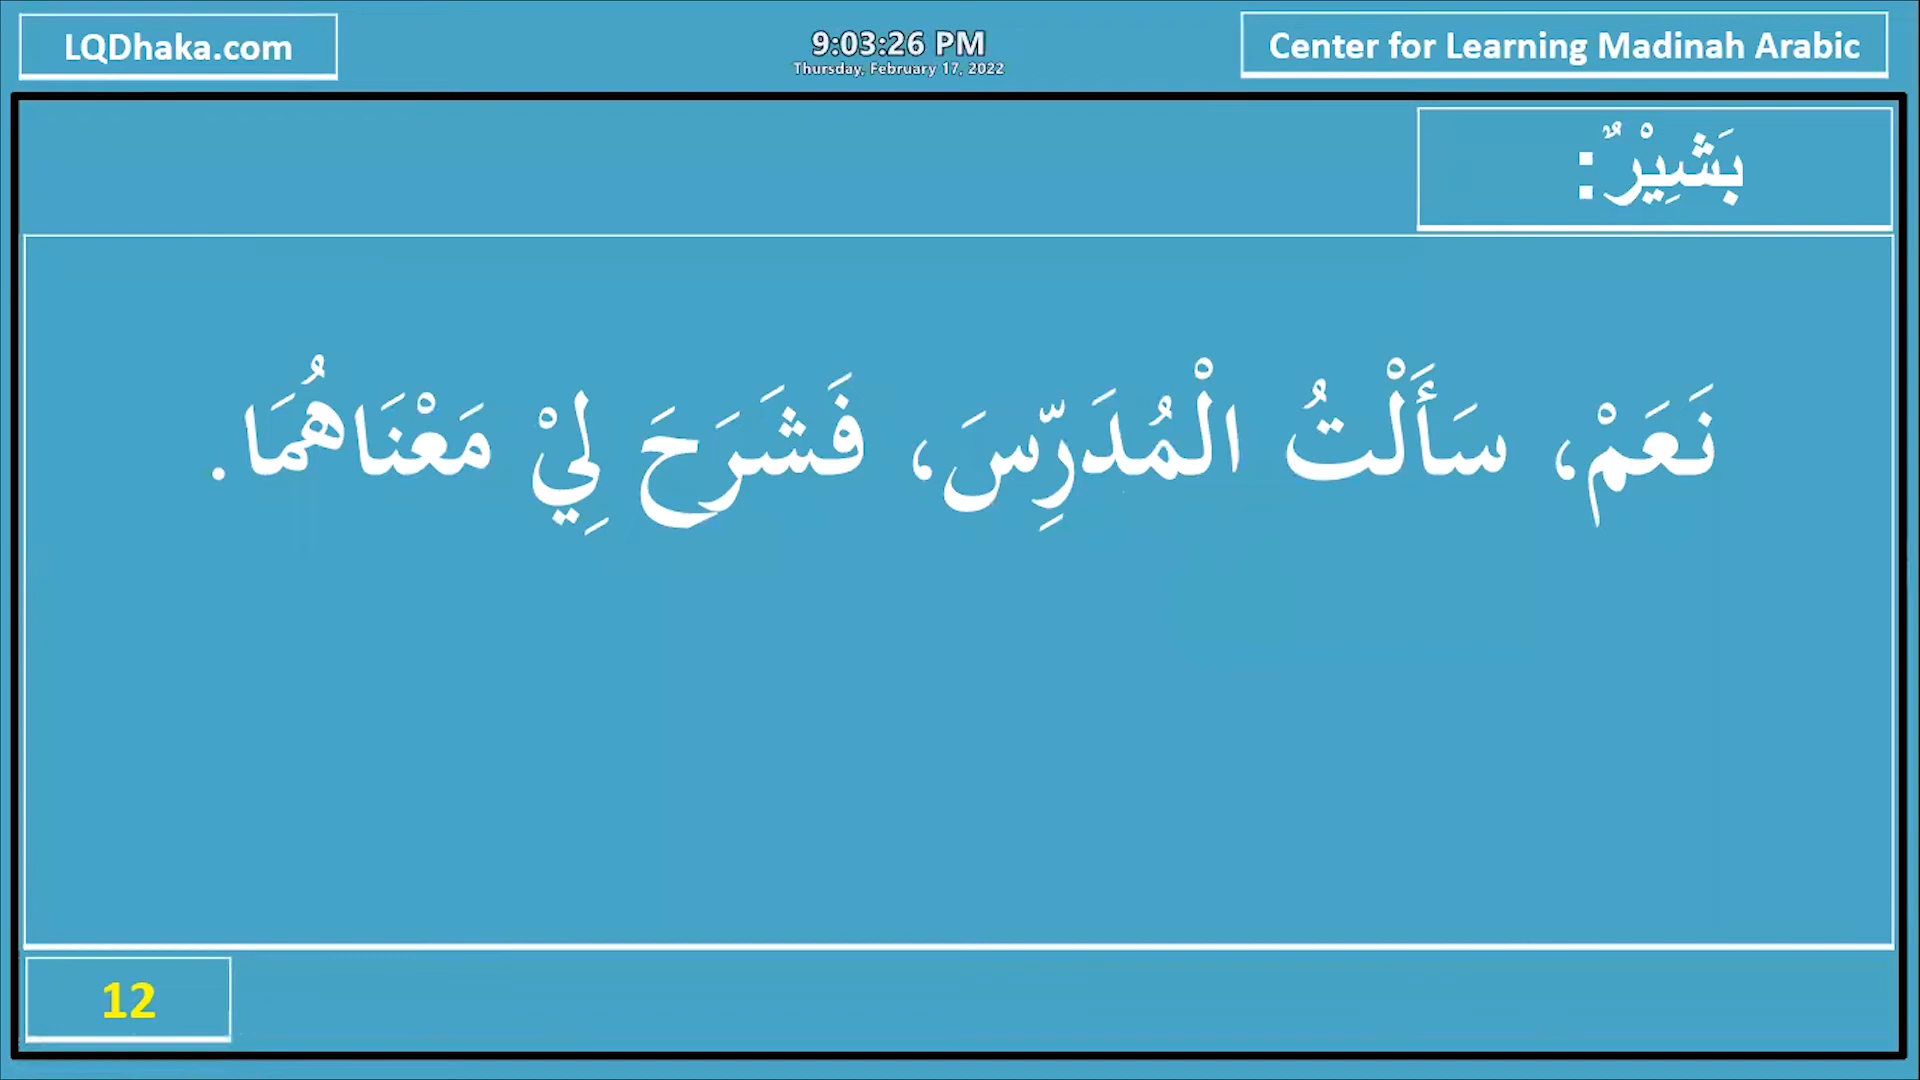 LQDhaka.com
9:03:26 PM
Thursday, February 17, 2022
Center for Learning Madinah Arabic
بَشِيْرٌ:
نَعَمْ، سَأَلْتُ الْمُدَرِّسَ، فَشَرَحَ لِيْ مَعْنَاهُمَا.
12